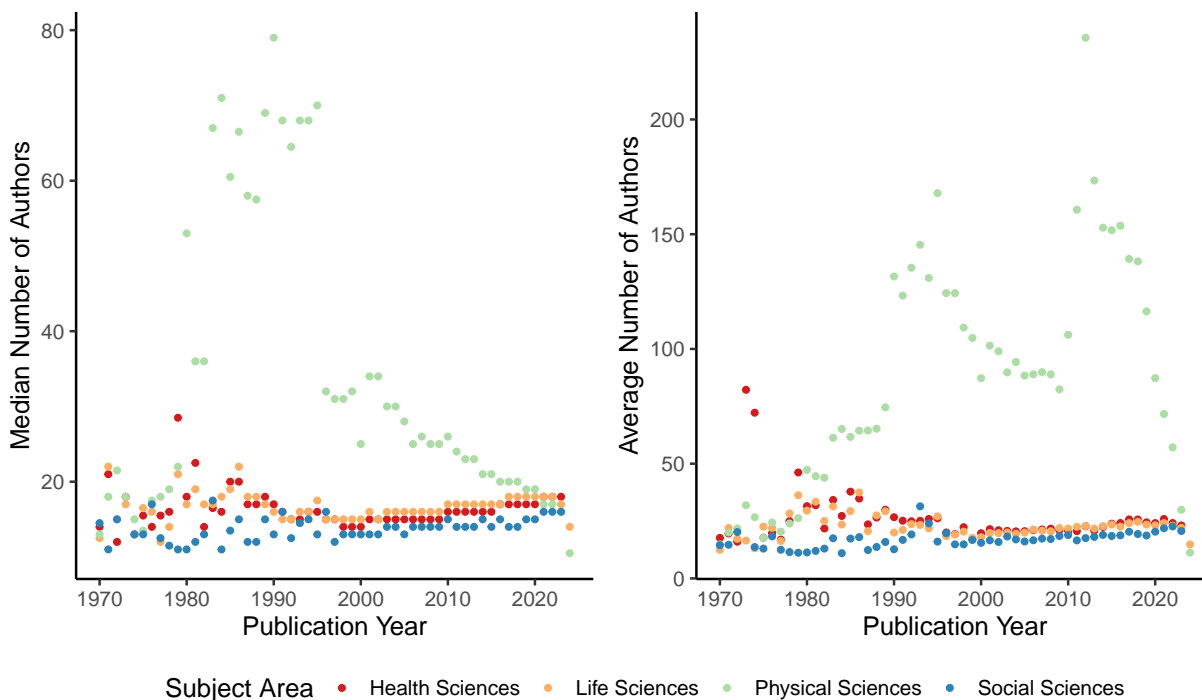 Median Number of Authors
80
60
40
20
1970 1980 1990 2000 2010 2020
Publication Year
Average Number of Authors
200
150
100
50
0
1970 1980 1990 2000 2010 2020
Publication Year
Subject Area Health Sciences Life Sciences Physical Sciences Social Sciences